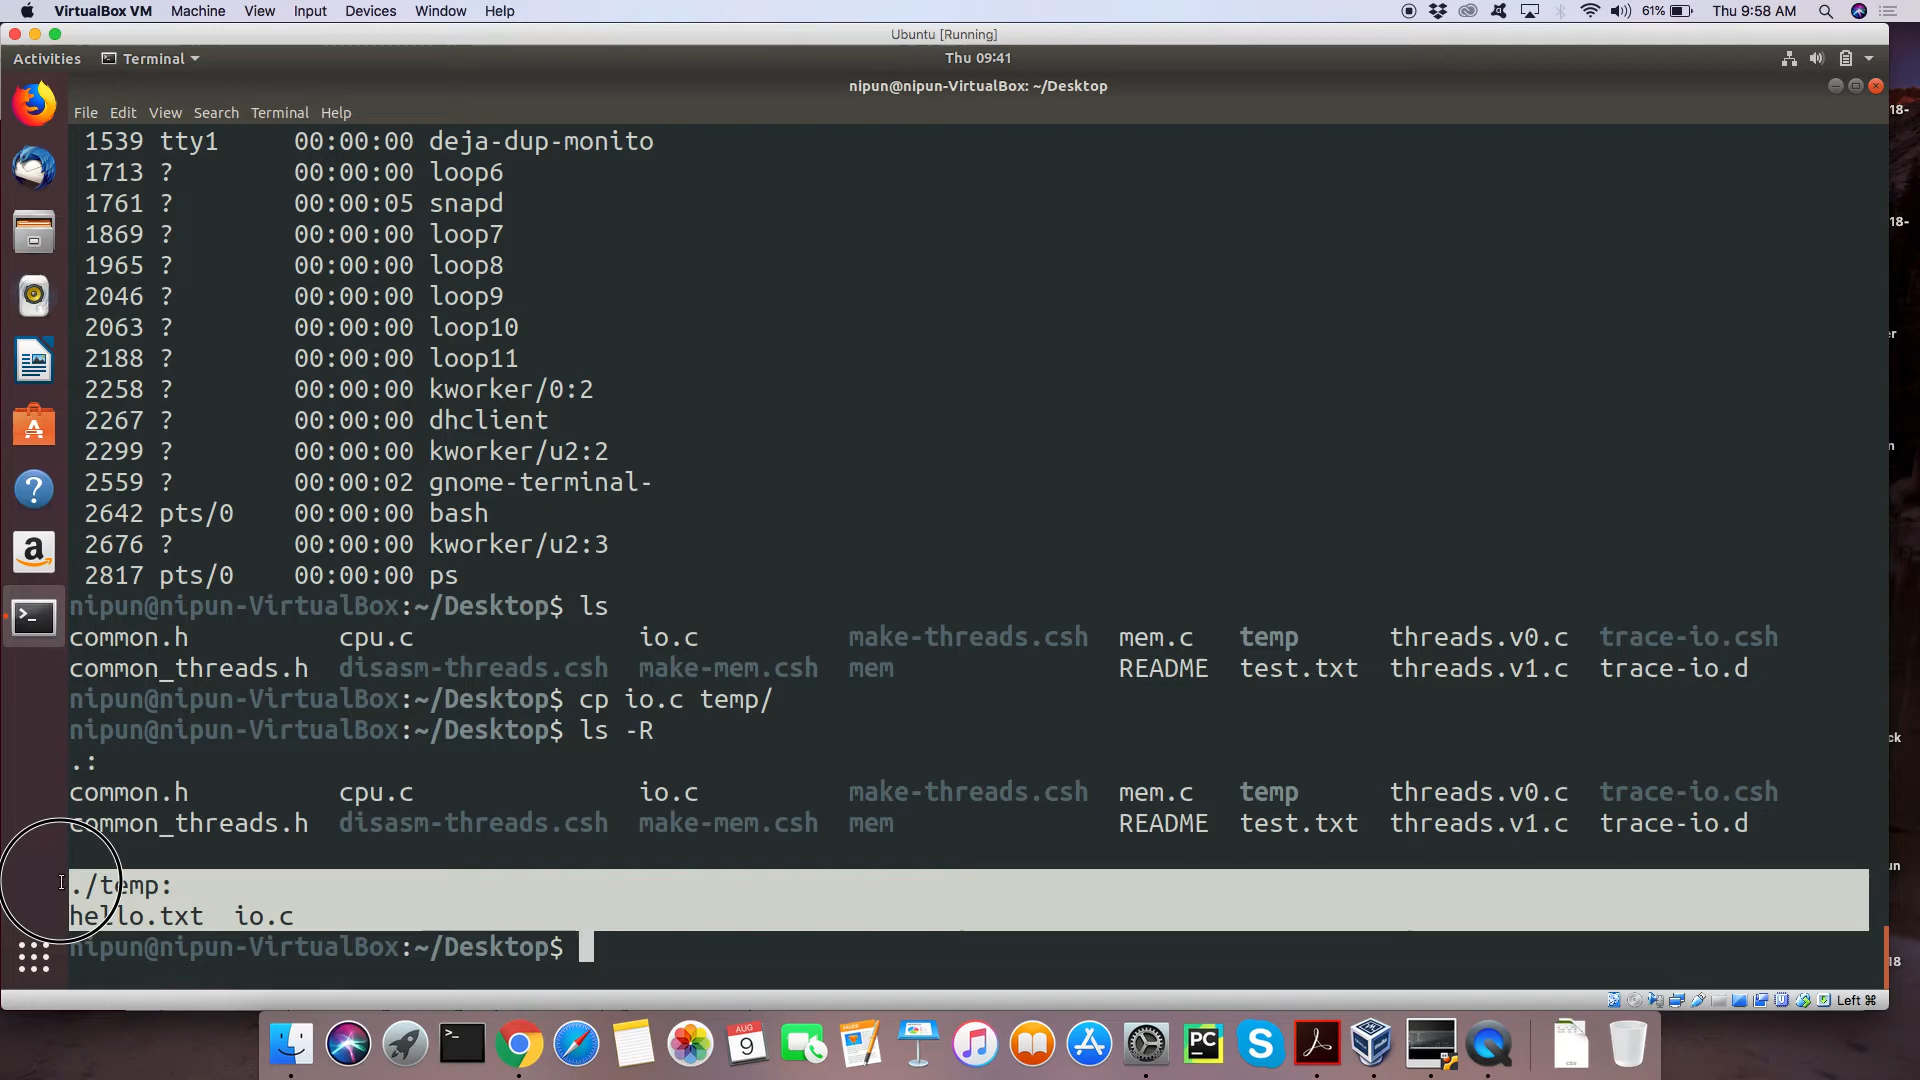 VirtualBox VM Machine View Input Devices Window Help 61% Thu 9:58 AM
Ubuntu [Running]
Activities Terminal Thu 09:41
nipun@nipun-VirtualBox: ~/Desktop
File Edit View Search Terminal Help
1539 tty1 00:00:00 deja-dup-monito
1713 ? 00:00:00 loop6
1761 ? 00:00:05 snapd
1869 ? 00:00:00 loop7
1965 ? 00:00:00 loop8
2046 ? 00:00:00 loop9
2063 ? 00:00:00 loop10
2188 ? 00:00:00 loop11
2258 ? 00:00:00 kworker/0:2
2267 ? 00:00:00 dhclient
2299 ? 00:00:00 kworker/u2:2
2559 ? 00:00:02 gnome-terminal-
2642 pts/0 00:00:00 bash
2676 ? 00:00:00 kworker/u2:3
2817 pts/0 00:00:00 ps
nipun@nipun-VirtualBox:~/Desktop$ ls
common.h cpu.c io.c make-threads.csh mem.c temp threads.v0.c trace-io.csh
common_threads.h disasm-threads.csh make-mem.csh mem README test.txt threads.v1.c trace-io.d
nipun@nipun-VirtualBox:~/Desktop$ cp io.c temp/
nipun@nipun-VirtualBox:~/Desktop$ ls -R
.:
common.h cpu.c io.c make-threads.csh mem.c temp threads.v0.c trace-io.csh
common_threads.h disasm-threads.csh make-mem.csh mem README test.txt threads.v1.c trace-io.d
./temp:
hello.txt io.c
nipun@nipun-VirtualBox:~/Desktop$
Left ⌘
AUG
9
PC